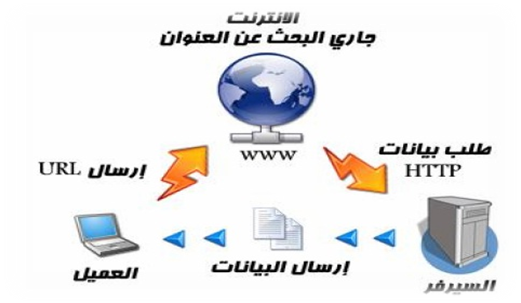 الانترنت
جاري البحث عن العنوان
WWW
طلب بيانات
HTTP
إرسال URL
إرسال البيانات
العميل
السيرفر